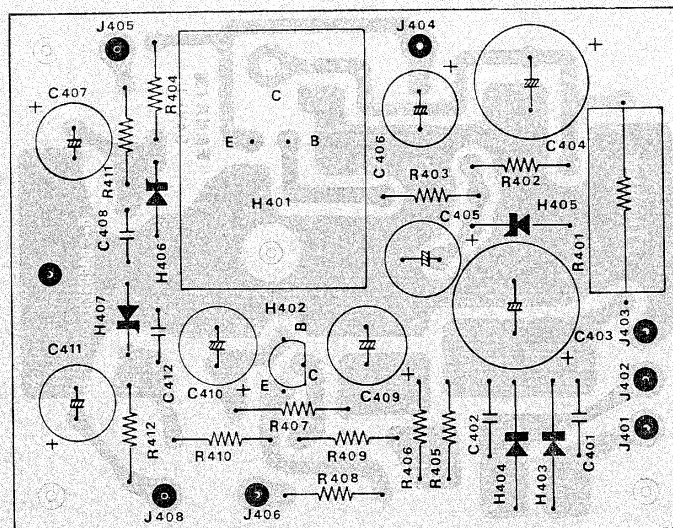 J405
J404
+
+
C407
+
R404
C
C404
C406
E
B
R411
R403
R402
H401
C405
H405
+
C408
H406
R401
H407
H402
B
J403
C403
+
C411
C412
J402
C410
+
E
C
C409
+
R407
J401
+
R412
R410
R409
R406
R405
C402
H404
H403
C401
R408
J408
J406